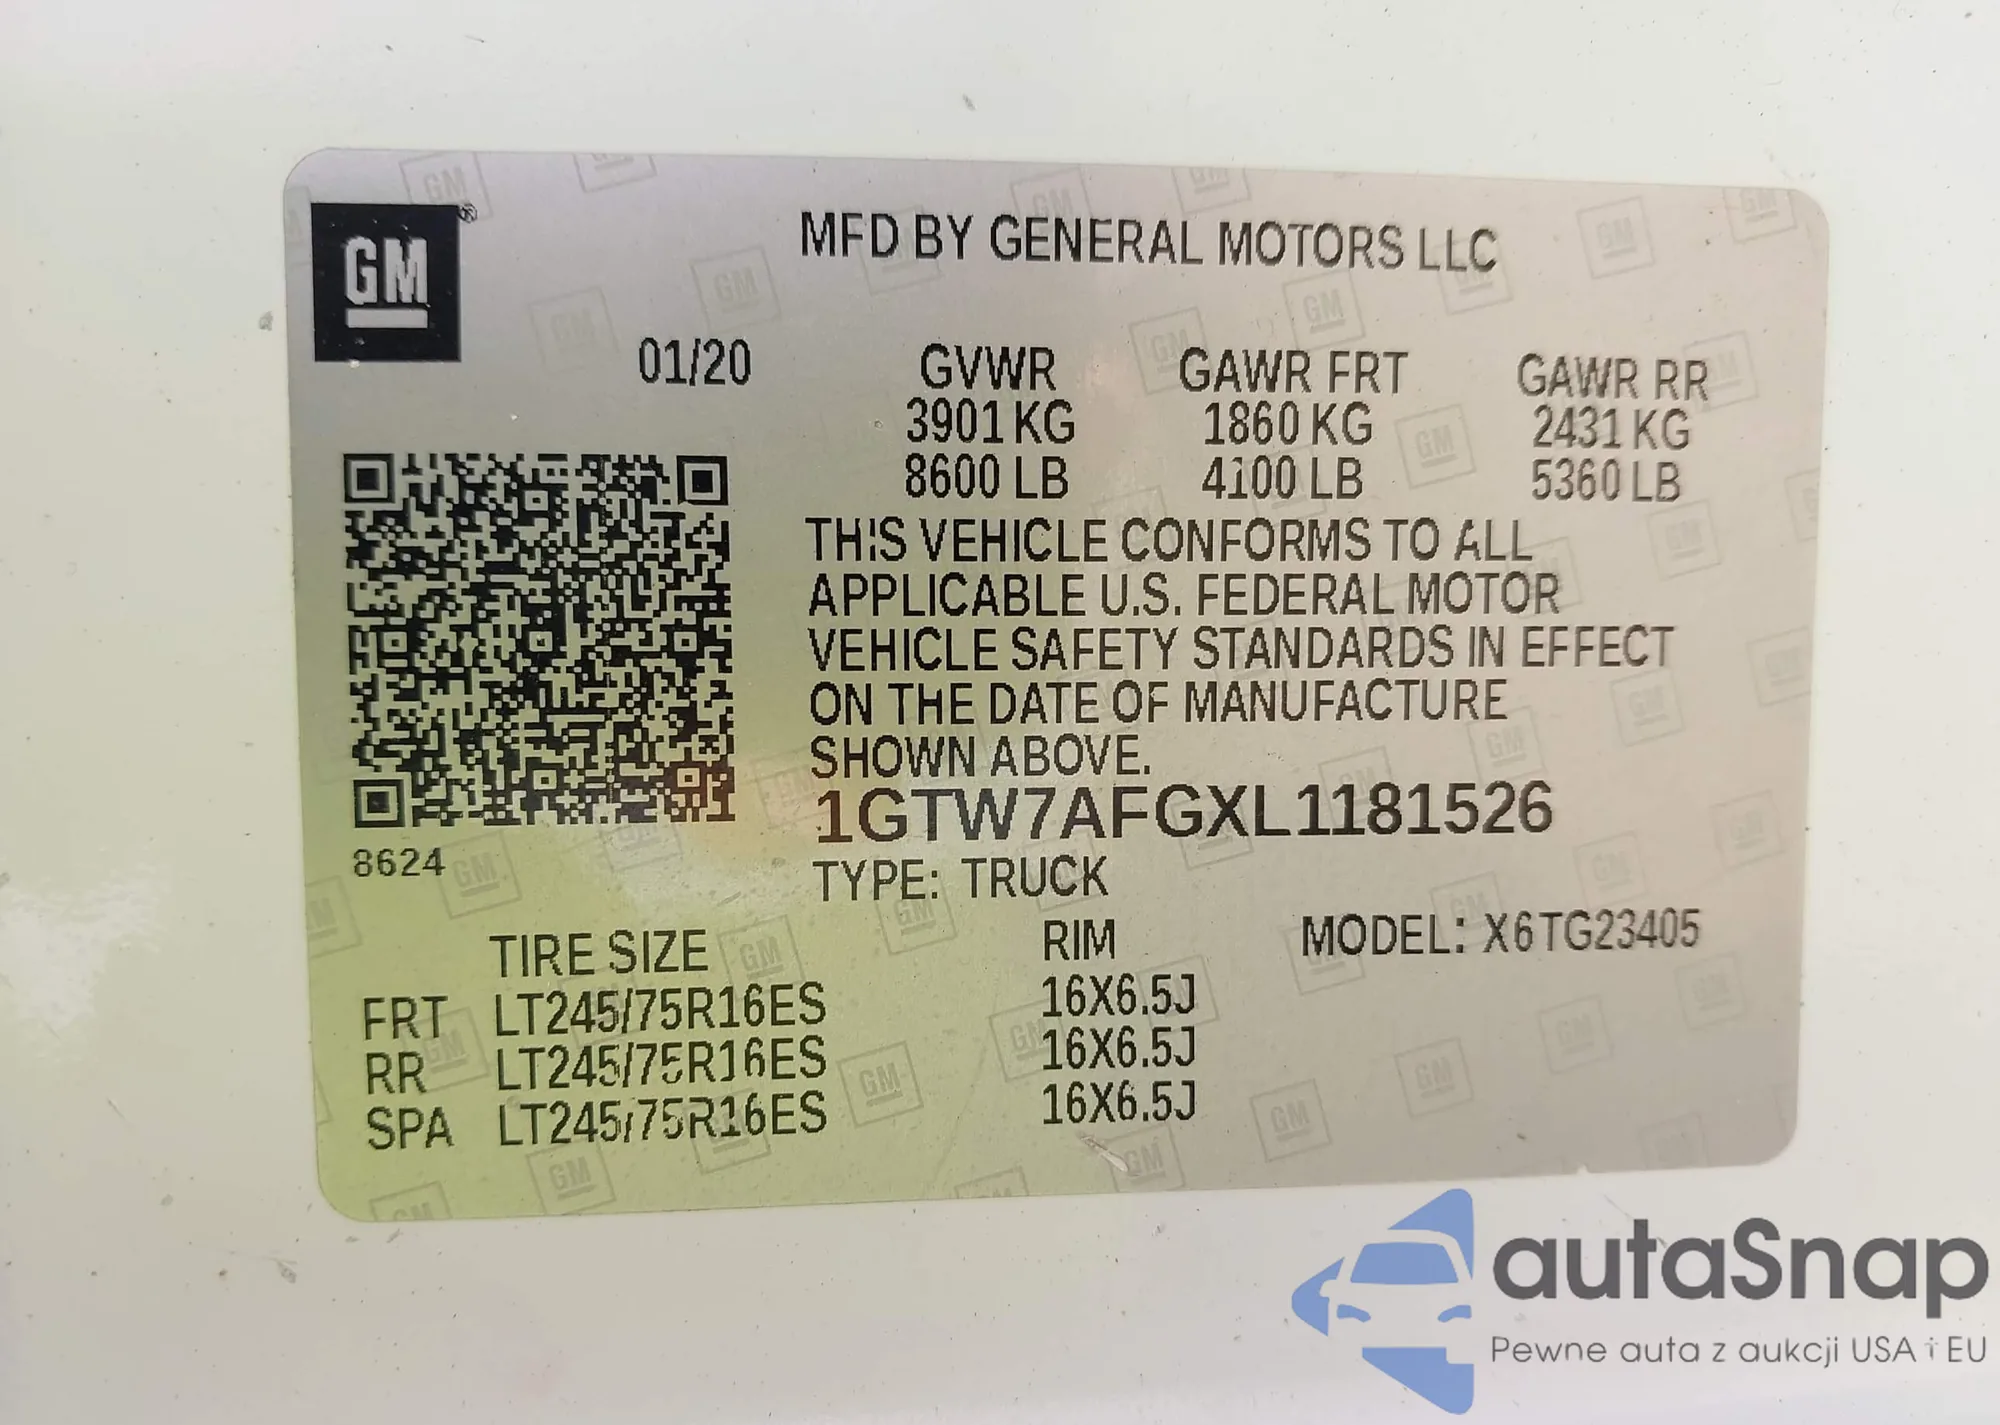 GM®
MFD BY GENERAL MOTORS LLC
01/20 GVWR GAWR FRT GAWR RR
3901 KG 1860 KG 2431 KG
8600 LB 4100 LB 5360 LB
THIS VEHICLE CONFORMS TO ALL
APPLICABLE U.S. FEDERAL MOTOR
VEHICLE SAFETY STANDARDS IN EFFECT
ON THE DATE OF MANUFACTURE
SHOWN ABOVE.
1GTW7AFGXL1181526
8624
TYPE: TRUCK
TIRE SIZE RIM MODEL: X6TG23405
FRT LT245/75R16ES 16X6.5J
RR LT245/75R16ES 16X6.5J
SPA LT245/75R16ES 16X6.5J
autaSnap
Pewne auta z aukcji USA i EU